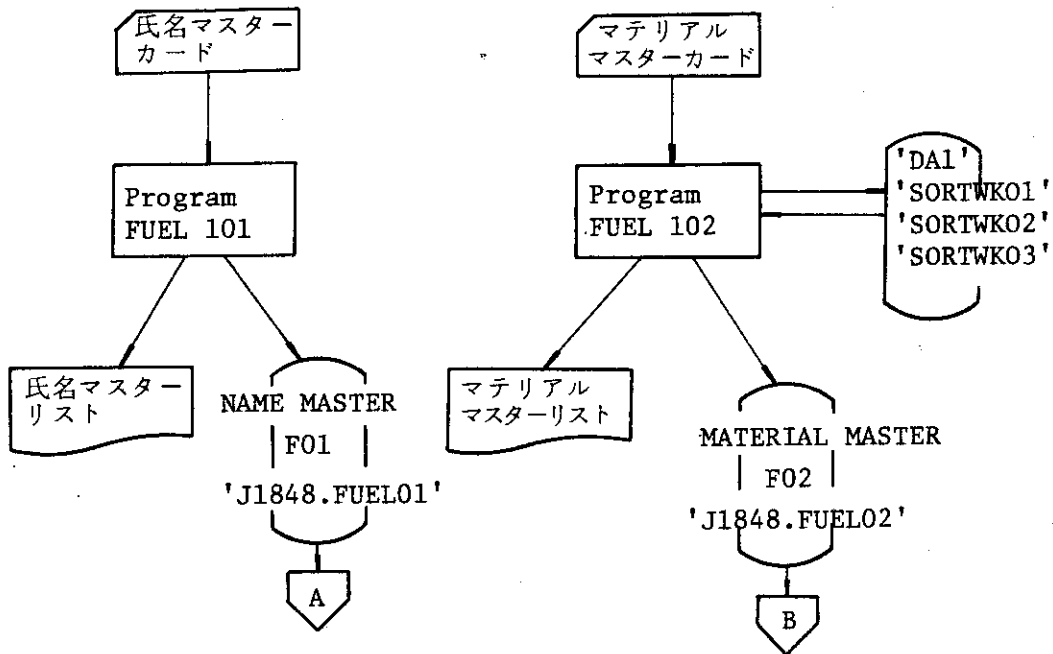 氏名マスター
カード
Program
FUEL 101
氏名マスター
リスト
NAME MASTER
F01
'J1848.FUEL01'
A
マテリアル
マスターカード
Program
FUEL 102
'DA1'
'SORTWK01'
'SORTWK02'
'SORTWK03'
マテリアル
マスターリスト
MATERIAL MASTER
F02
'J1848.FUEL02'
B